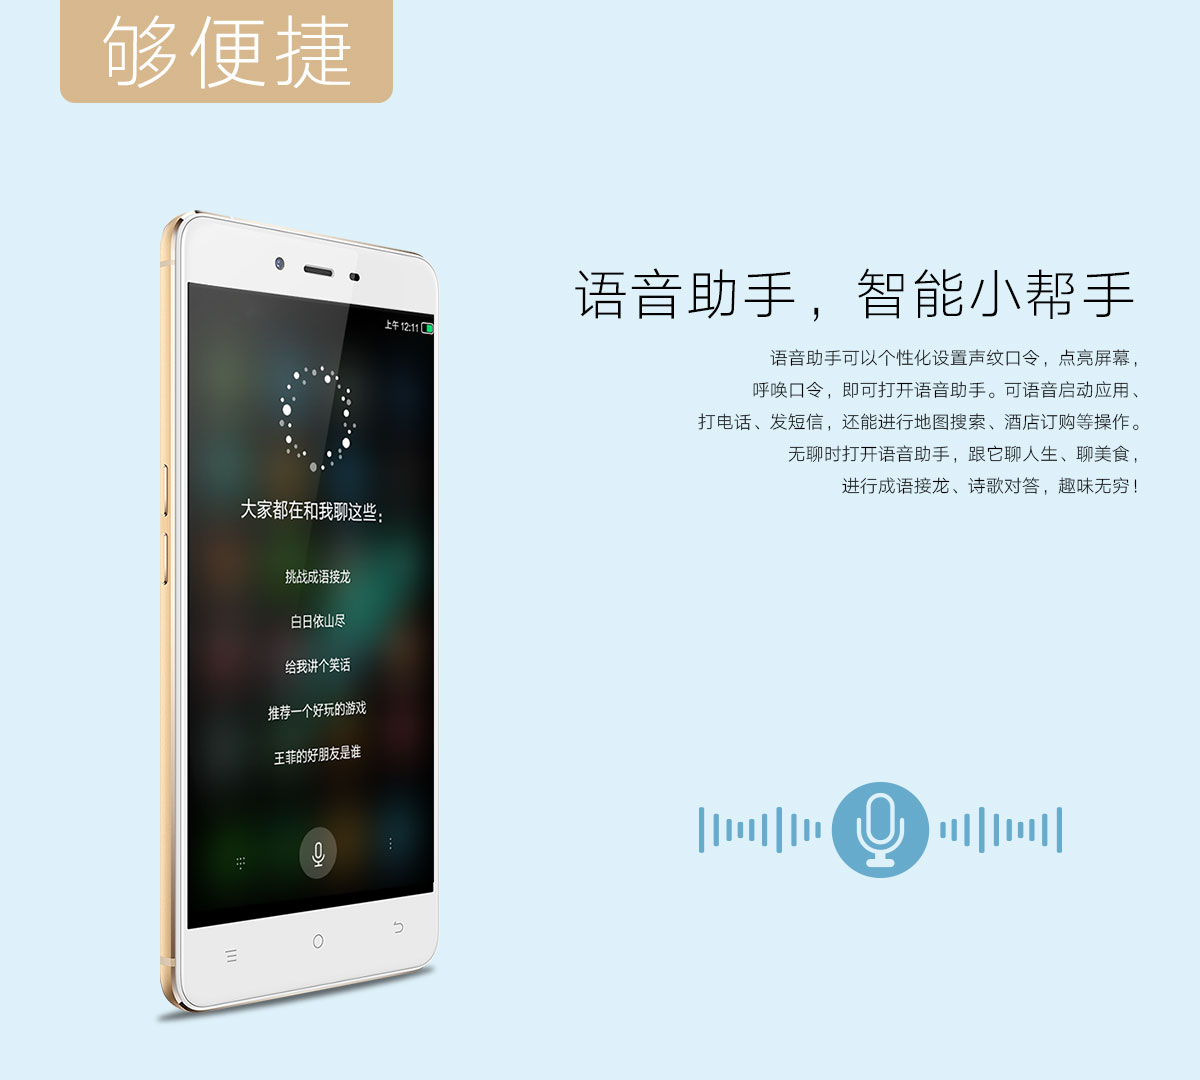 够便捷
语音助手，智能小帮手
语音助手可以个性化设置声纹口令，点亮屏幕，
呼唤口令，即可打开语音助手。可语音启动应用、
打电话、发短信，还能进行地图搜索、酒店订购等操作。
无聊时打开语音助手，跟它聊人生、聊美食，
进行成语接龙、诗歌对答，趣味无穷！
上午 12:11
大家都在和我聊这些：
挑战成语接龙
白日依山尽
给我讲个笑话
推荐一个好玩的游戏
王菲的好朋友是谁